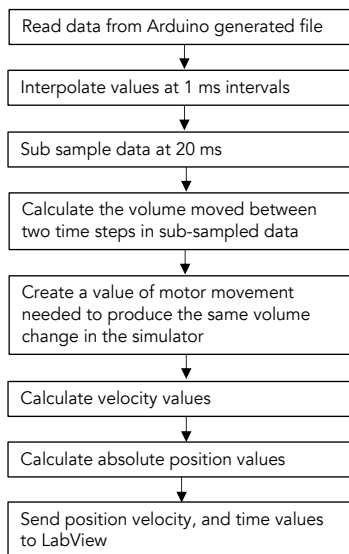 Read data from Arduino generated file
Interpolate values at 1 ms intervals
Sub sample data at 20 ms
Calculate the volume moved between
two time steps in sub-sampled data
Create a value of motor movement
needed to produce the same volume
change in the simulator
Calculate velocity values
Calculate absolute position values
Send position velocity, and time values
to LabView